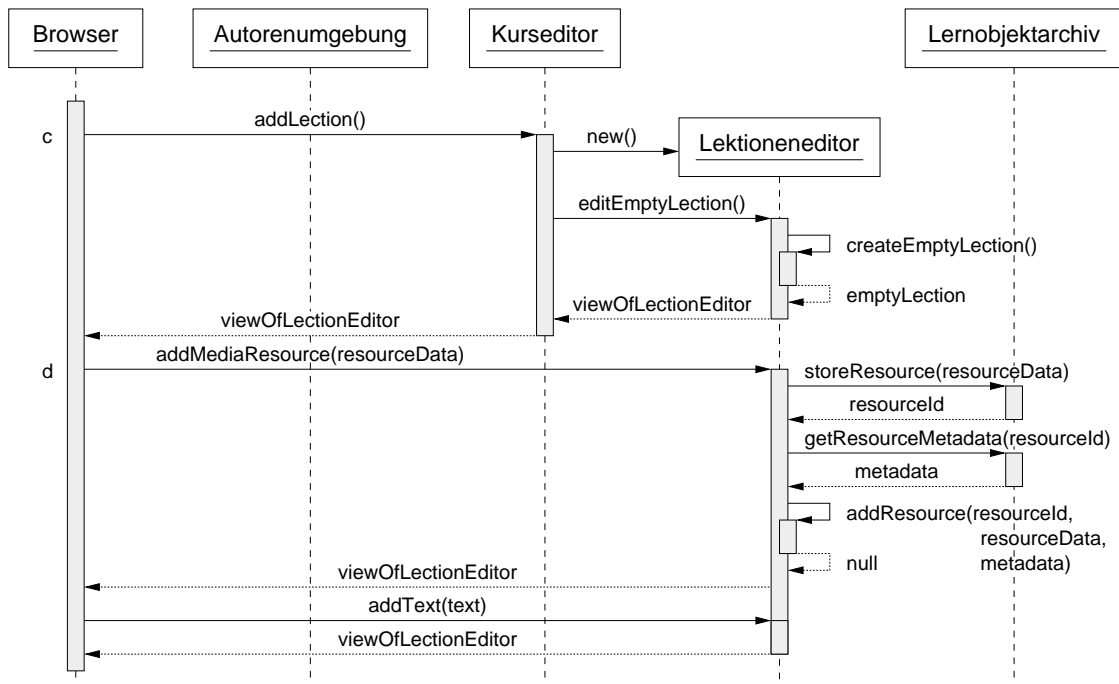 Browser
Autorenumgebung
Kurseditor
Lernobjektarchiv
c
addLection()
new()
Lektioneneditor
editEmptyLection()
createEmptyLection()
emptyLection
viewOfLectionEditor
viewOfLectionEditor
d
addMediaResource(resourceData)
storeResource(resourceData)
resourceId
getResourceMetadata(resourceId)
metadata
addResource(resourceId,
resourceData,
null
metadata)
viewOfLectionEditor
addText(text)
viewOfLectionEditor